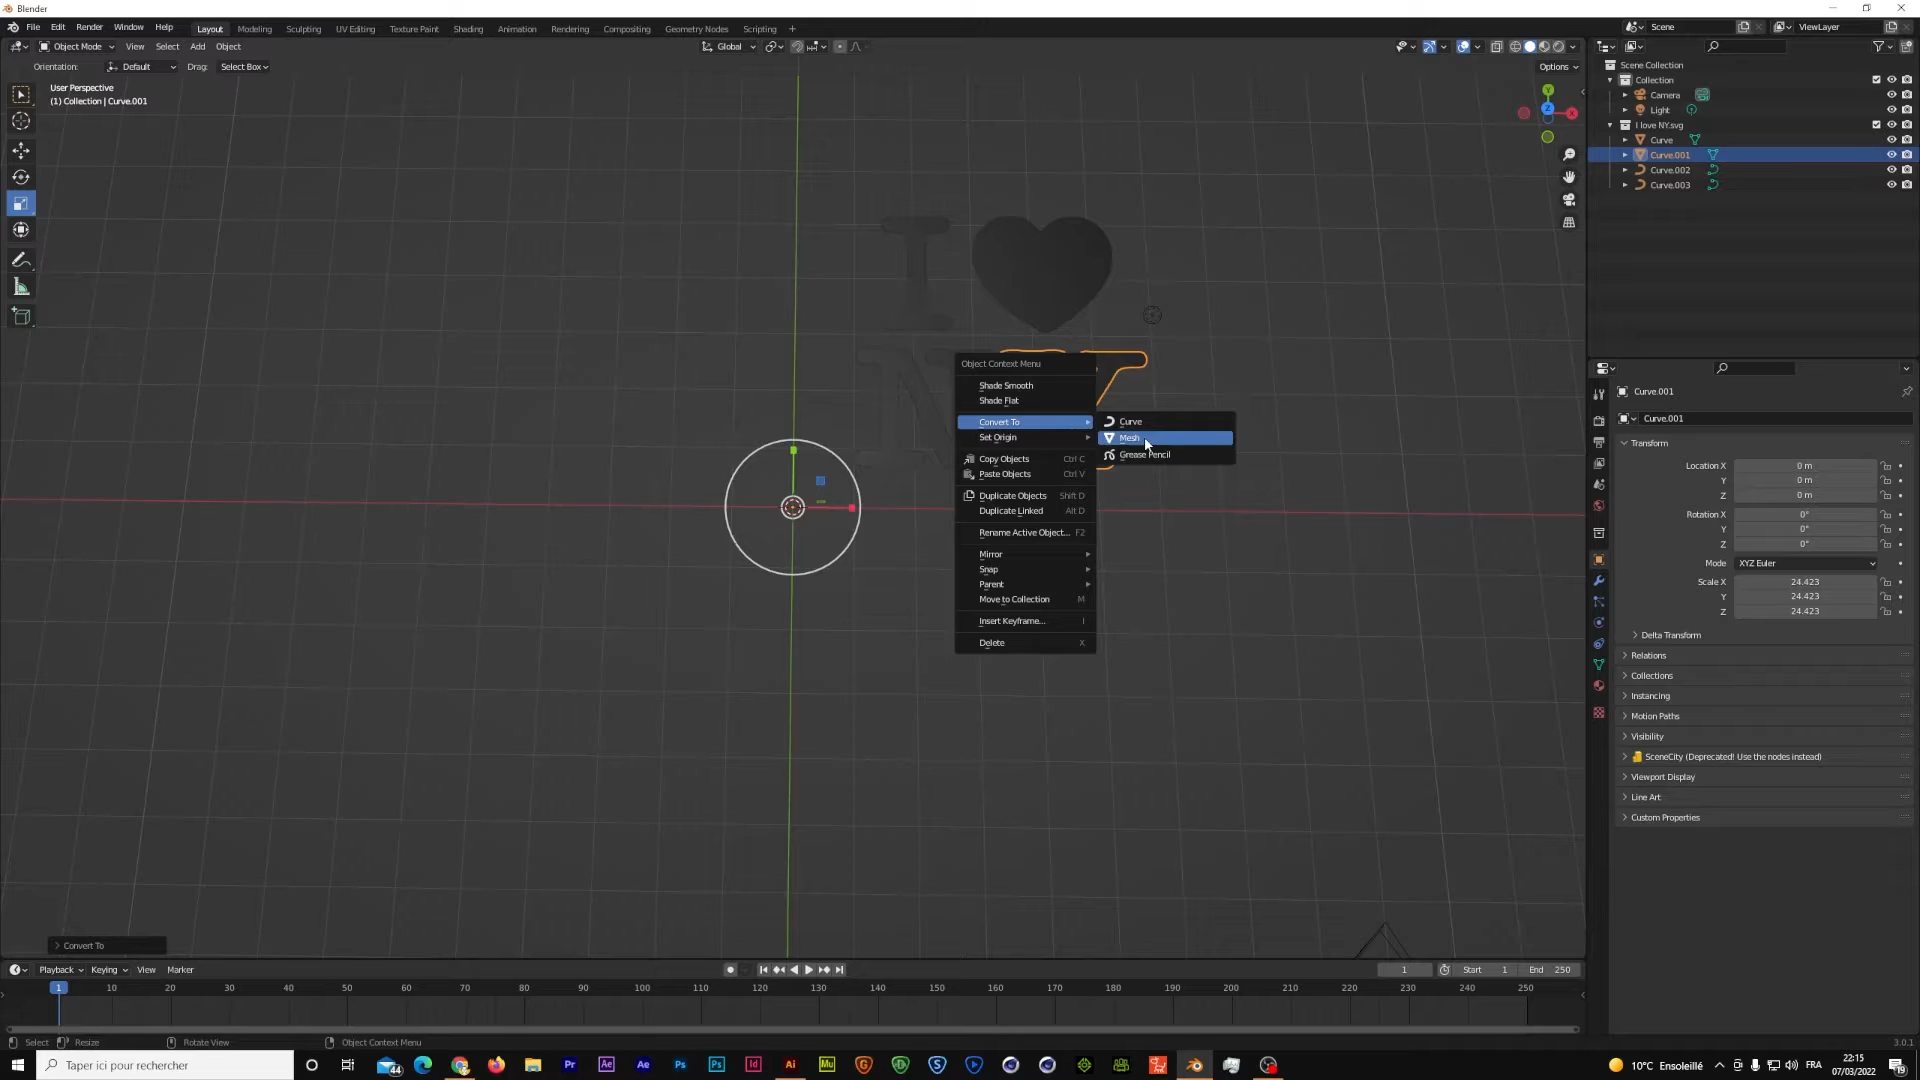 Blender
File Edit Render Window Help Layout Modeling Sculpting UV Editing Texture Paint Shading Animation Rendering Compositing Geometry Nodes Scripting + Scene ViewLayer
Object Mode View Select Add Object Global
Orientation: Default Drag: Select Box Options
User Perspective
(1) Collection | Curve.001
Y
Z
X
Scene Collection
Collection
Camera
Light
I love NY.svg
Curve
Curve.001
Curve.002
Curve.003
I
N
Object Context Menu
Shade Smooth
Shade Flat
Convert To
Set Origin
Copy Objects Ctrl C
Paste Objects Ctrl V
Duplicate Objects Shift D
Duplicate Linked Alt D
Rename Active Object... F2
Mirror
Snap
Parent
Move to Collection M
Insert Keyframe... I
Delete X
Curve
Mesh
Grease Pencil
Curve.001
Curve.001
Transform
Location X 0 m
Y 0 m
Z 0 m
Rotation X 0°
Y 0°
Z 0°
Mode XYZ Euler
Scale X 24.423
Y 24.423
Z 24.423
Delta Transform
Relations
Collections
Instancing
Motion Paths
Visibility
SceneCity (Deprecated! Use the nodes instead)
Viewport Display
Line Art
Custom Properties
Convert To
Playback Keying View Marker 1 Start 1 End 250
1 10 20 30 40 50 60 70 80 90 100 110 120 130 140 150 160 170 180 190 200 210 220 230 240 250
Select Resize Rotate View Object Context Menu 3.0.1
Taper ici pour rechercher 44 Pr Ae Ae Ps Ps Id Ai Mu 10°C Ensoleillé FRA 22:15
07/03/2022 19